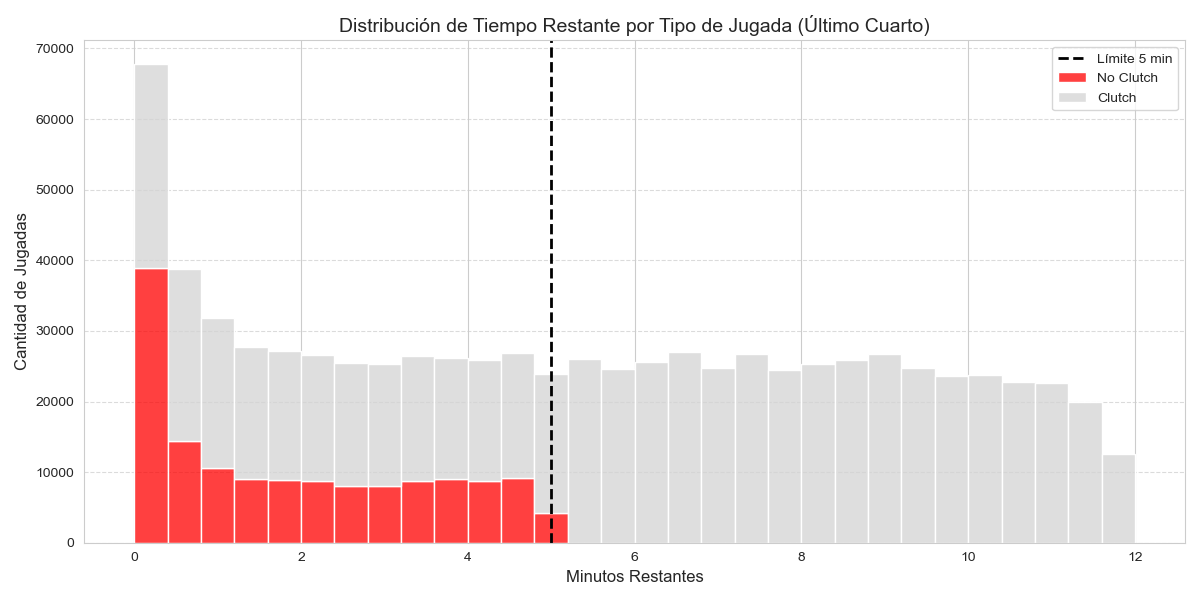 Distribución de Tiempo Restante por Tipo de Jugada (Último Cuarto)
Límite 5 min
No Clutch
Clutch
Cantidad de Jugadas
70000
60000
50000
40000
30000
20000
10000
0
0 2 4 6 8 10 12
Minutos Restantes